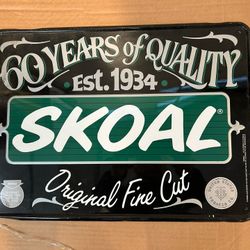 60 YEARS of QUALITY
Est. 1934
SKOAL®
Original Fine Cut